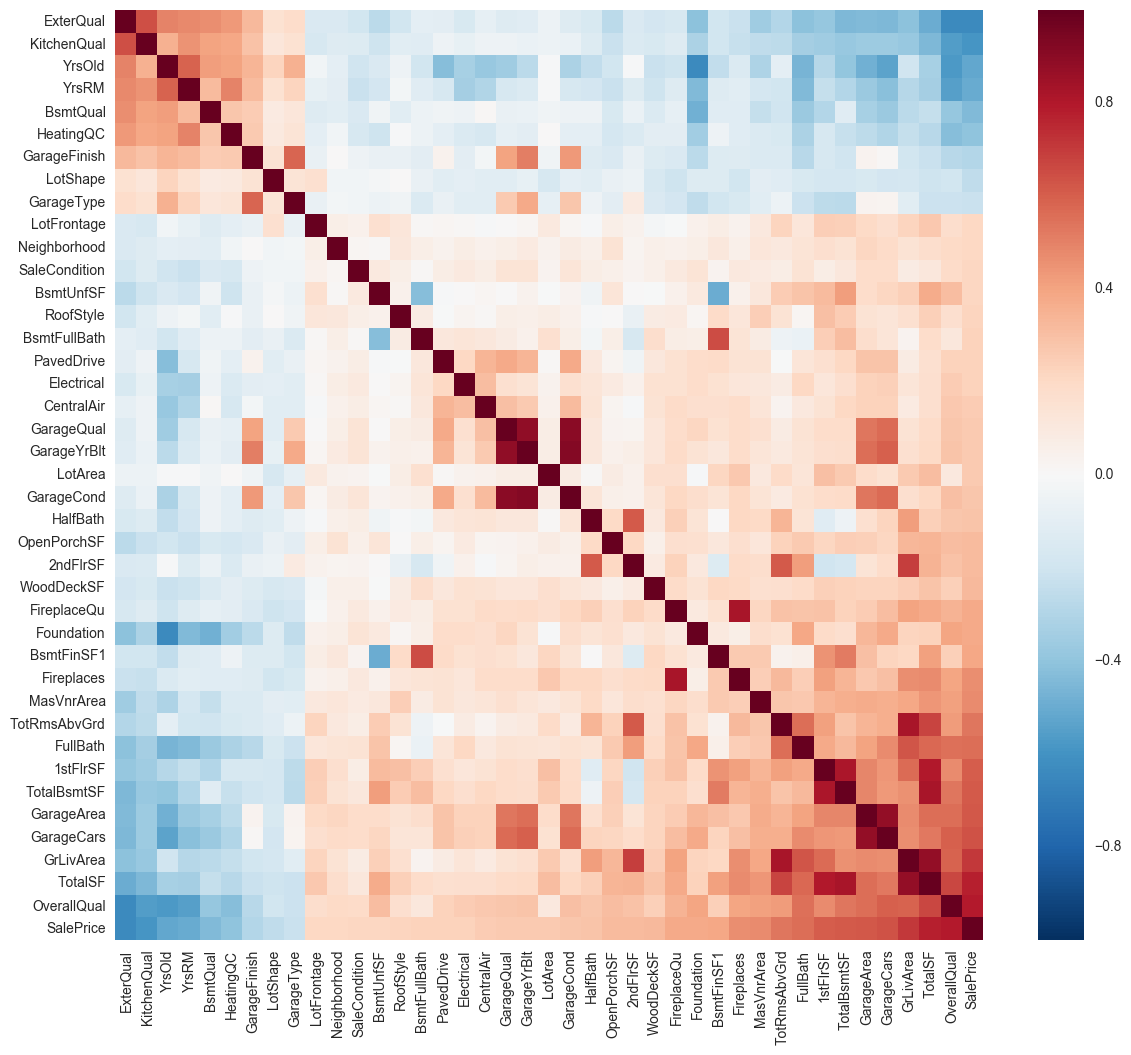 ExterQual
KitchenQual
YrsOld
YrsRM
BsmtQual
HeatingQC
GarageFinish
LotShape
GarageType
LotFrontage
Neighborhood
SaleCondition
BsmtUnfSF
RoofStyle
BsmtFullBath
PavedDrive
Electrical
CentralAir
GarageQual
GarageYrBlt
LotArea
GarageCond
HalfBath
OpenPorchSF
2ndFlrSF
WoodDeckSF
FireplaceQu
Foundation
BsmtFinSF1
Fireplaces
MasVnrArea
TotRmsAbvGrd
FullBath
1stFlrSF
TotalBsmtSF
GarageArea
GarageCars
GrLivArea
TotalSF
OverallQual
SalePrice
ExterQual
KitchenQual
YrsOld
YrsRM
BsmtQual
HeatingQC
GarageFinish
LotShape
GarageType
LotFrontage
Neighborhood
SaleCondition
BsmtUnfSF
RoofStyle
BsmtFullBath
PavedDrive
Electrical
CentralAir
GarageQual
GarageYrBlt
LotArea
GarageCond
HalfBath
OpenPorchSF
2ndFlrSF
WoodDeckSF
FireplaceQu
Foundation
BsmtFinSF1
Fireplaces
MasVnrArea
TotRmsAbvGrd
FullBath
1stFlrSF
TotalBsmtSF
GarageArea
GarageCars
GrLivArea
TotalSF
OverallQual
SalePrice
0.8
0.4
0.0
−0.4
−0.8